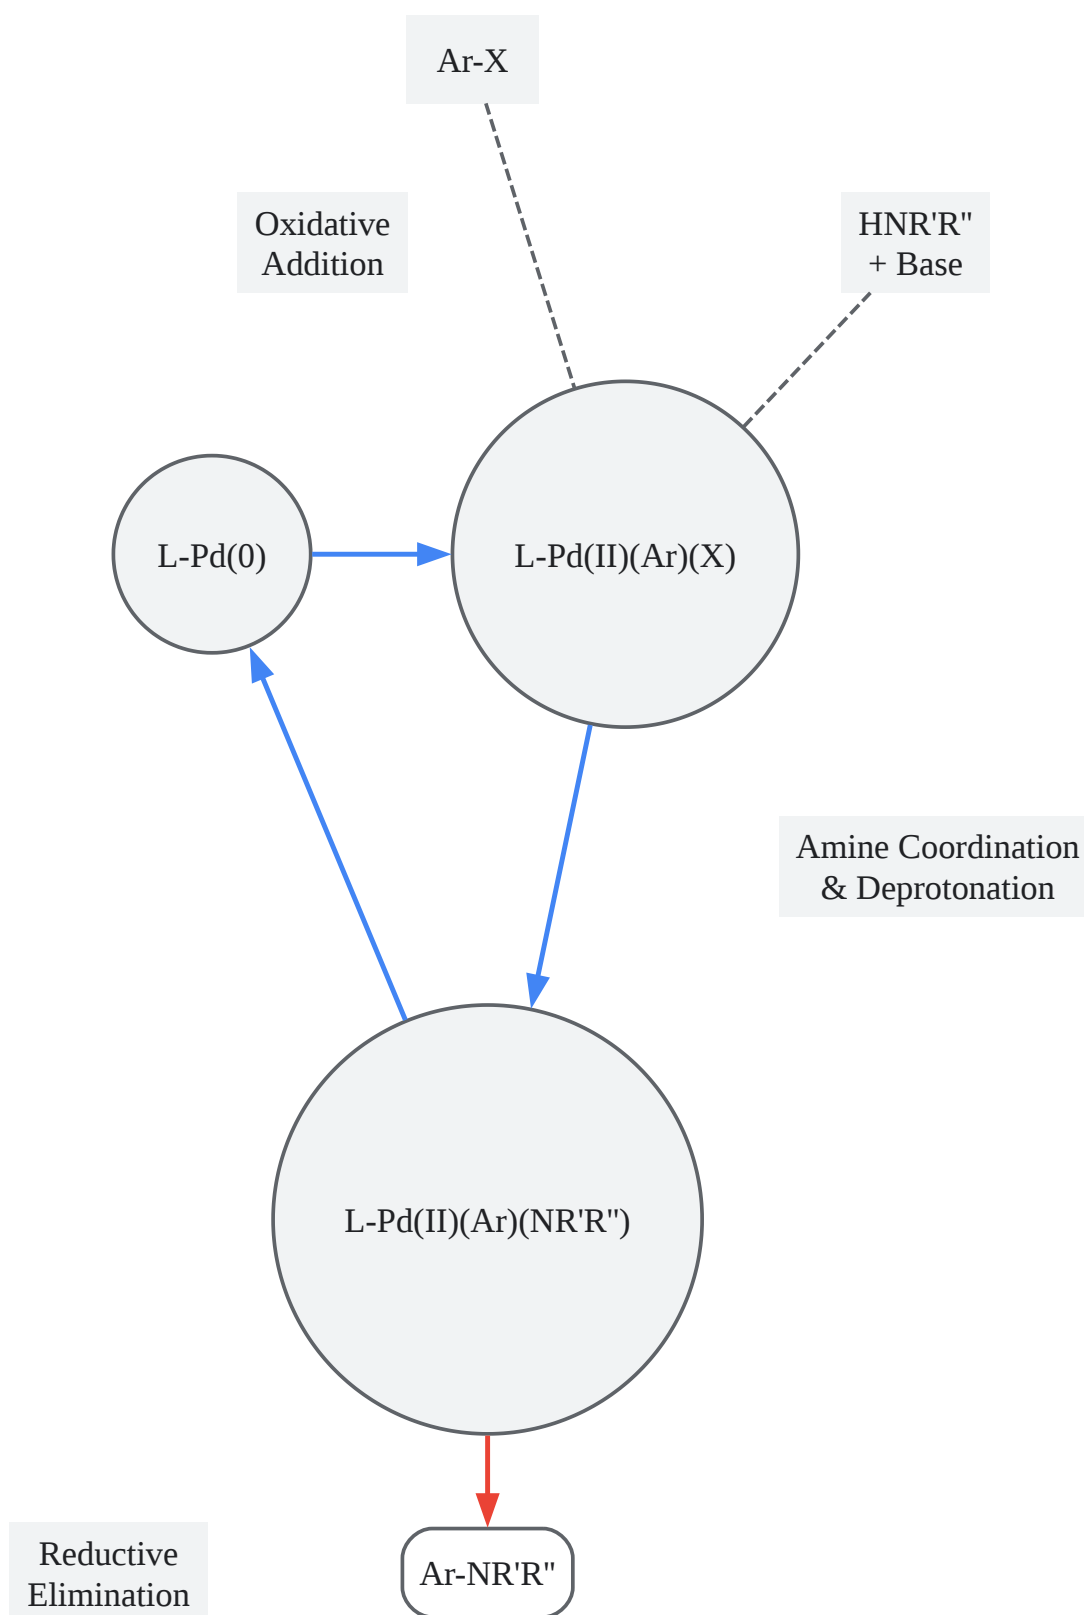 Ar-X
Oxidative
Addition
HNR'R"
+ Base
L-Pd(0)
L-Pd(II)(Ar)(X)
Amine Coordination
& Deprotonation
L-Pd(II)(Ar)(NR'R")
Reductive
Elimination
Ar-NR'R"